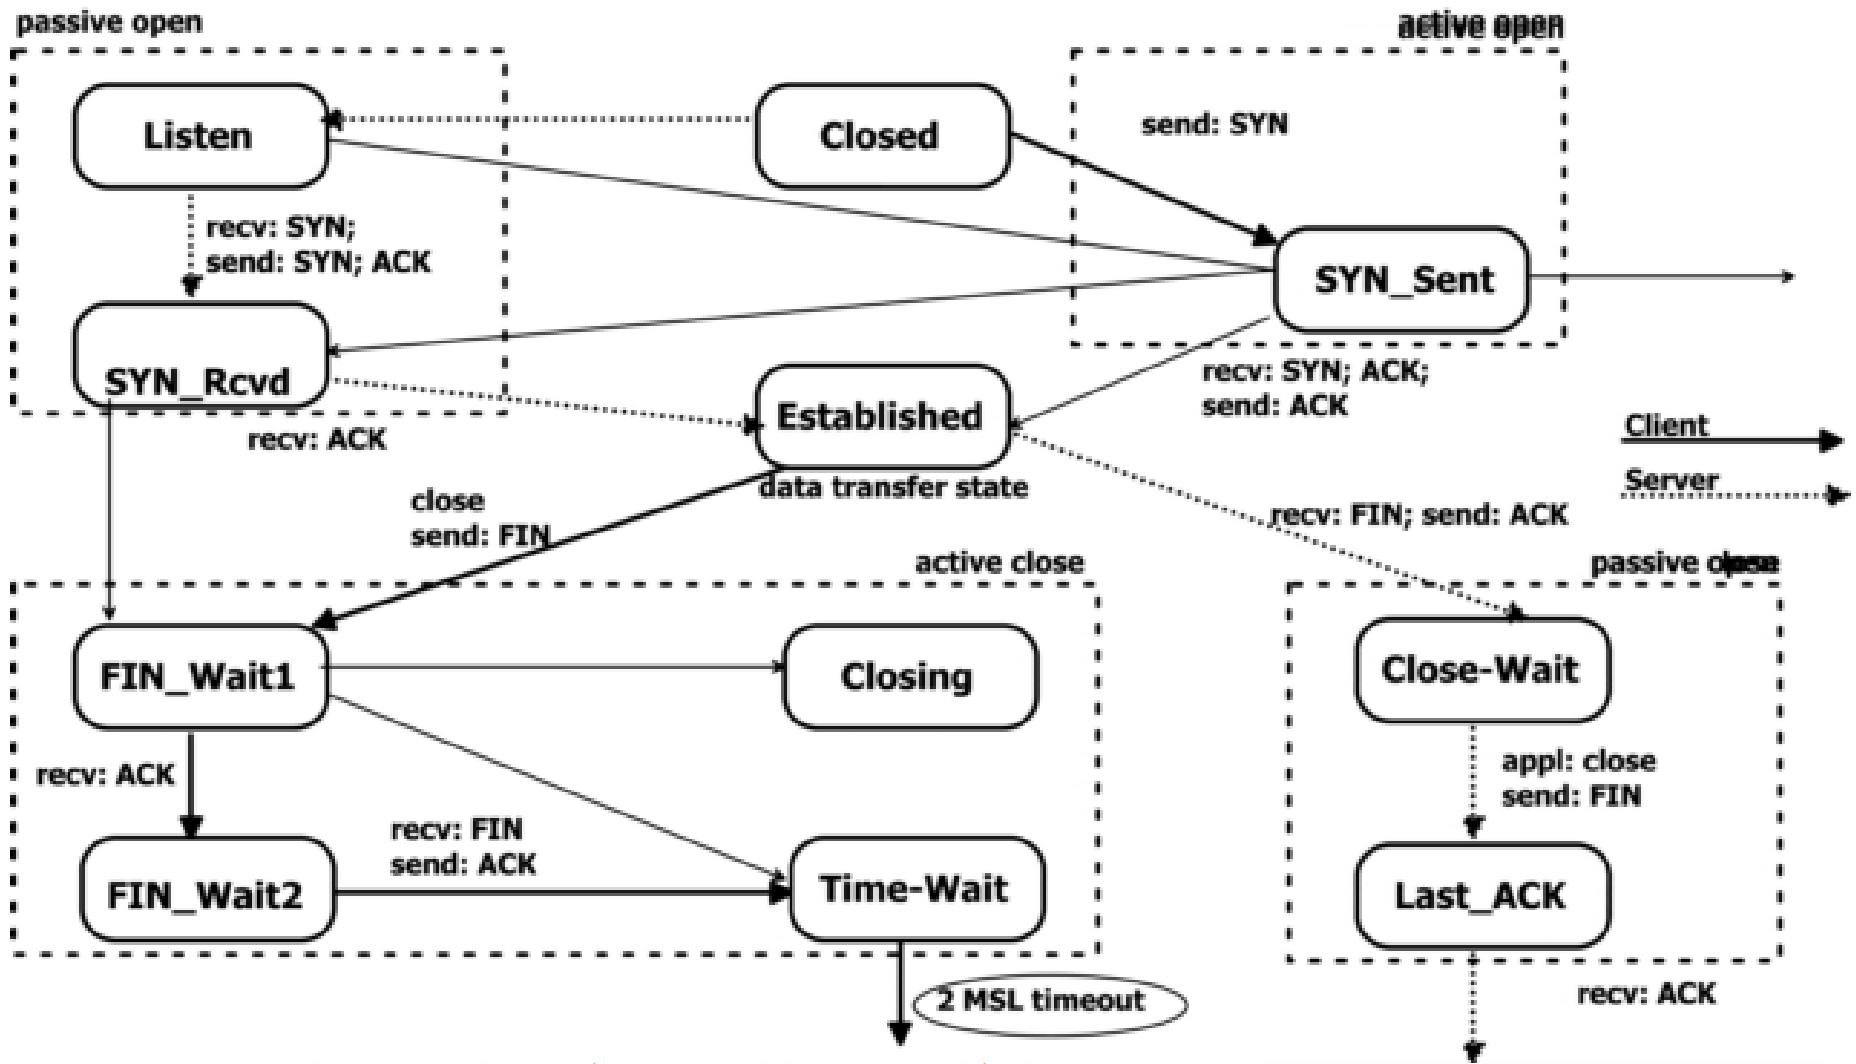 passive open
active open
Listen
Closed
send: SYN
recv: SYN;
send: SYN; ACK
SYN_Sent
SYN_Rcvd
Established
recv: SYN; ACK;
send: ACK
recv: ACK
Client
Server
close
send: FIN
data transfer state
recv: FIN; send: ACK
active close
passive
FIN_Wait1
Closing
Close-Wait
recv: ACK
appl: close
send: FIN
recv: FIN
send: ACK
FIN_Wait2
Time-Wait
Last_ACK
2 MSL timeout
recv: ACK